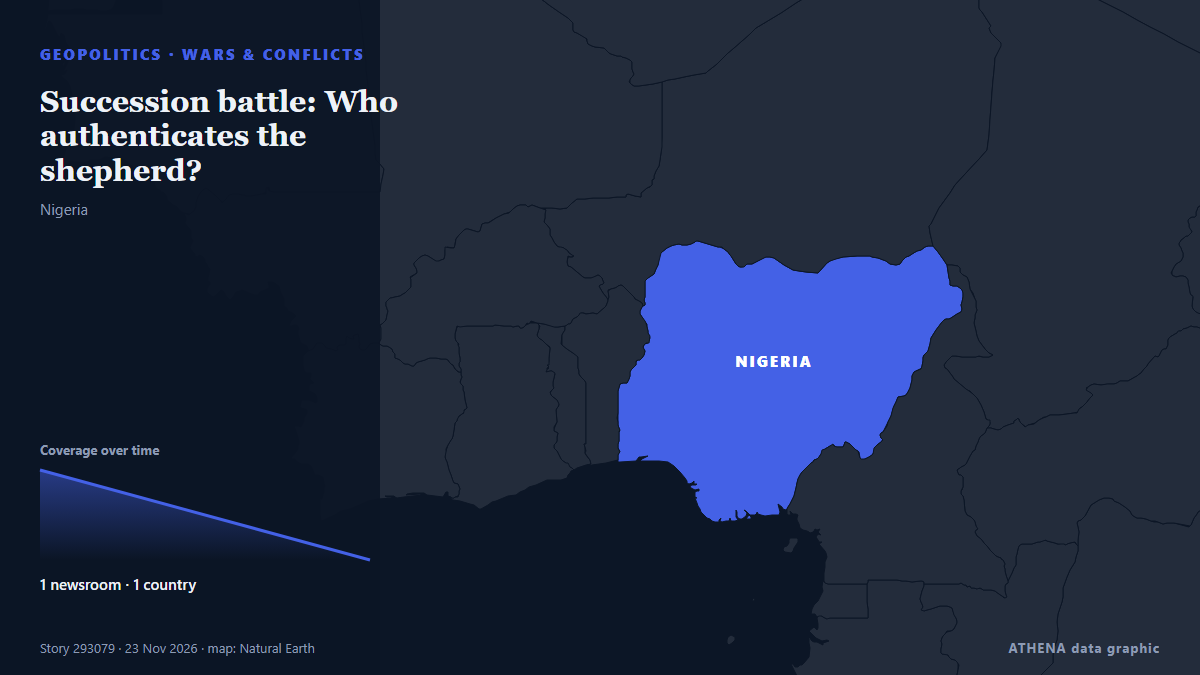 GEOPOLITICS · WARS & CONFLICTS
Succession battle: Who
authenticates the
shepherd?
Nigeria
NIGERIA
Coverage over time
1 newsroom · 1 country
Story 293079 · 23 Nov 2026 · map: Natural Earth
ATHENA data graphic